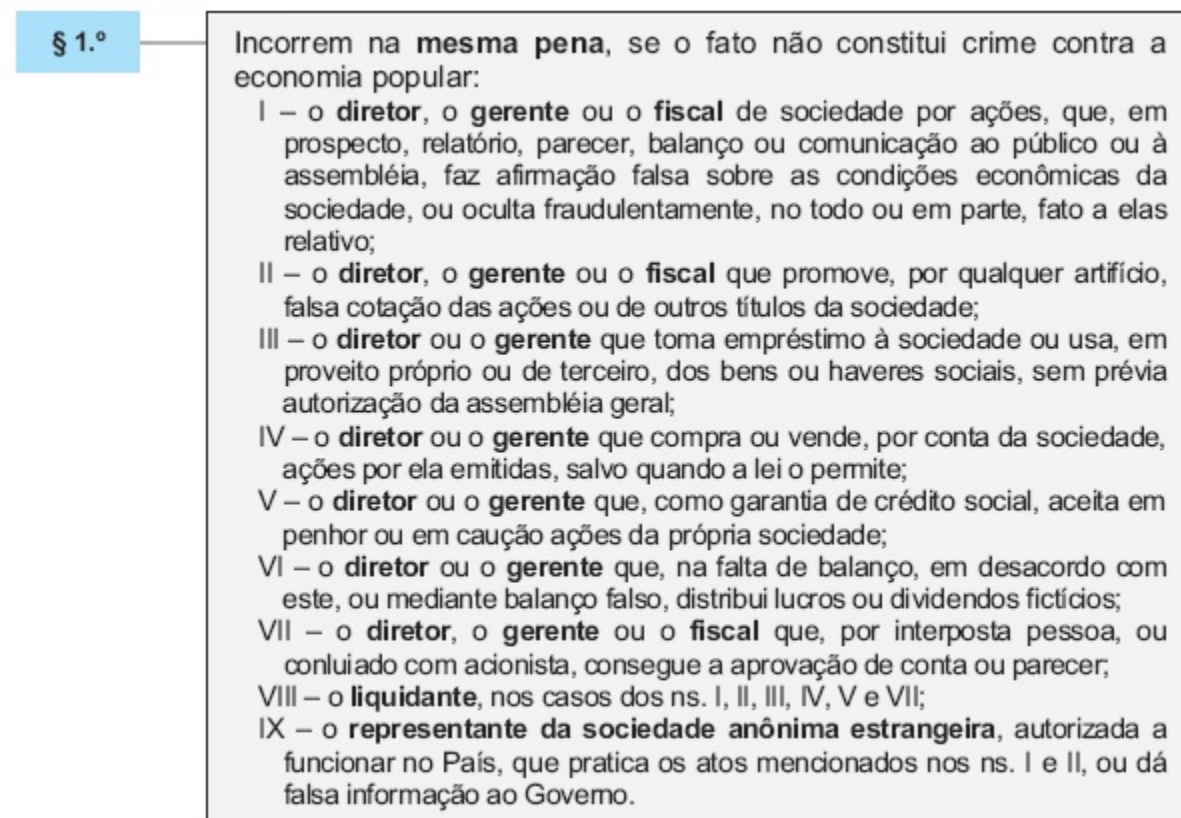 § 1.º
Incorrem na mesma pena, se o fato não constitui crime contra a
economia popular:
I – o diretor, o gerente ou o fiscal de sociedade por ações, que, em
prospecto, relatório, parecer, balanço ou comunicação ao público ou à
assembléia, faz afirmação falsa sobre as condições econômicas da
sociedade, ou oculta fraudulentamente, no todo ou em parte, fato a elas
relativo;
II – o diretor, o gerente ou o fiscal que promove, por qualquer artifício,
falsa cotação das ações ou de outros títulos da sociedade;
III – o diretor ou o gerente que toma empréstimo à sociedade ou usa, em
proveito próprio ou de terceiro, dos bens ou haveres sociais, sem prévia
autorização da assembléia geral;
IV – o diretor ou o gerente que compra ou vende, por conta da sociedade,
ações por ela emitidas, salvo quando a lei o permite;
V – o diretor ou o gerente que, como garantia de crédito social, aceita em
penhor ou em caução ações da própria sociedade;
VI – o diretor ou o gerente que, na falta de balanço, em desacordo com
este, ou mediante balanço falso, distribui lucros ou dividendos fictícios;
VII – o diretor, o gerente ou o fiscal que, por interposta pessoa, ou
conluiado com acionista, consegue a aprovação de conta ou parecer;
VIII – o liquidante, nos casos dos ns. I, II, III, IV, V e VII;
IX – o representante da sociedade anônima estrangeira, autorizada a
funcionar no País, que pratica os atos mencionados nos ns. I e II, ou dá
falsa informação ao Governo.